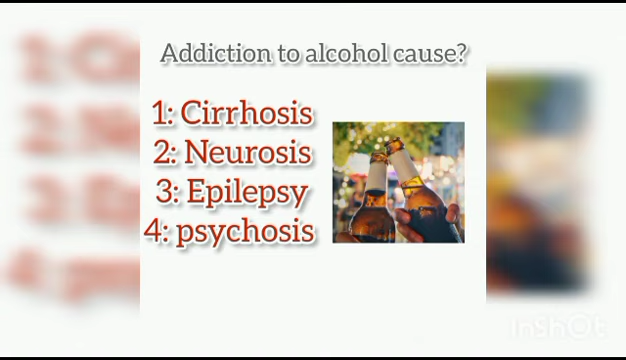 Addiction to alcohol cause?
1: Cirrhosis
2: Neurosis
3: Epilepsy
4: psychosis
InShOt